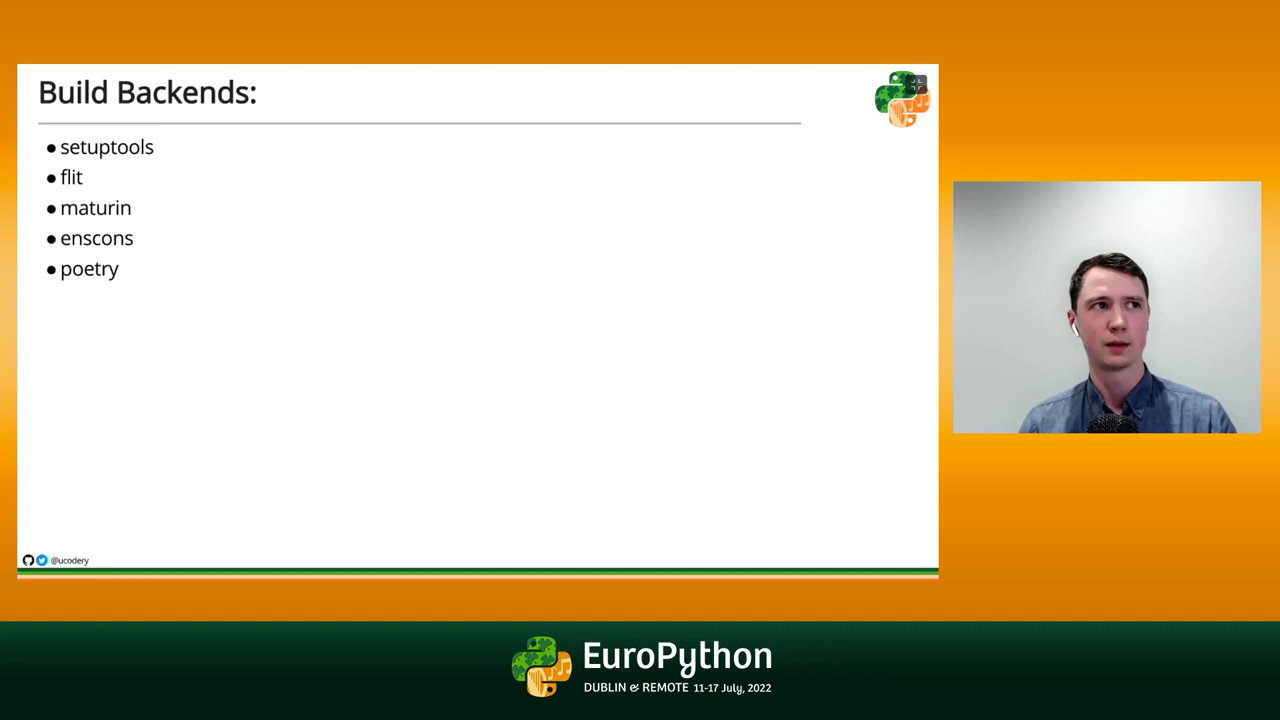 Build Backends:
● setuptools
● flit
● maturin
● enscons
● poetry
@ucodery
EuroPython
DUBLIN & REMOTE 11-17 July, 2022